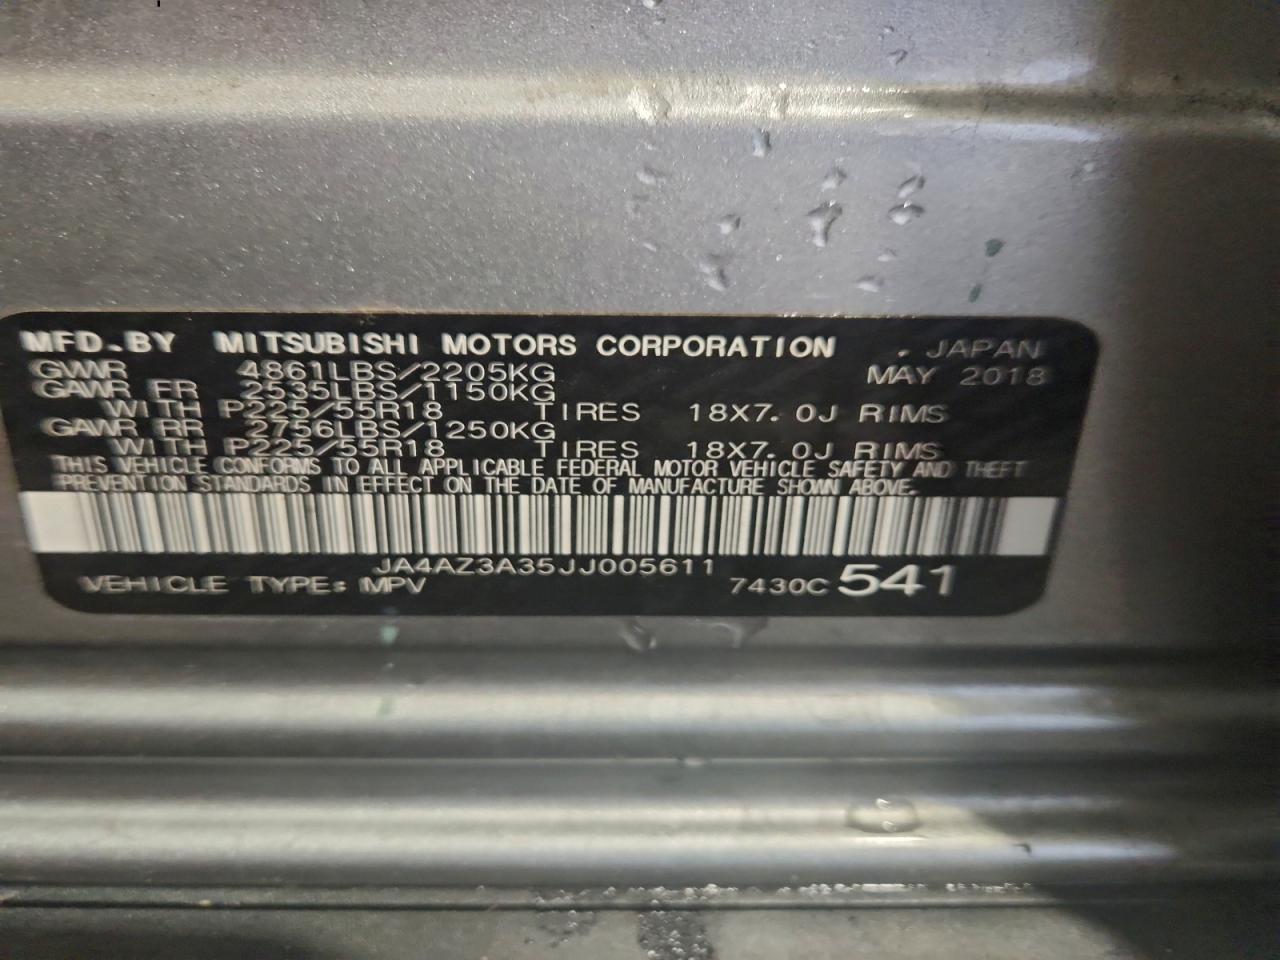 MFD.BY MITSUBISHI MOTORS CORPORATION . JAPAN
GVWR 4861LBS/2205KG MAY 2018
GAWR FR 2535LBS/1150KG
WITH P225/55R18 TIRES 18X7.0J RIMS
GAWR RR 2756LBS/1250KG
WITH P225/55R18 TIRES 18X7.0J RIMS
THIS VEHICLE CONFORMS TO ALL APPLICABLE FEDERAL MOTOR VEHICLE SAFETY AND THEFT
PREVENTION STANDARDS IN EFFECT ON THE DATE OF MANUFACTURE SHOWN ABOVE.
JA4AZ3A35JJ005611
VEHICLE TYPE: MPV 7430C 541